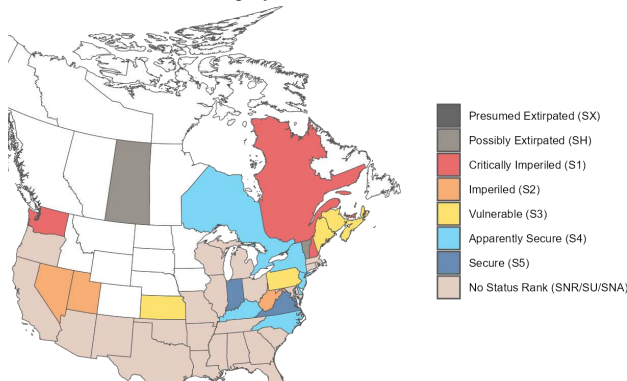 Presumed Extirpated (SX)
Possibly Extirpated (SH)
Critically Imperiled (S1)
Imperiled (S2)
Vulnerable (S3)
Apparently Secure (S4)
Secure (S5)
No Status Rank (SNR/SU/SNA)